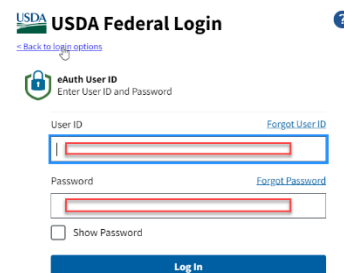 USDA USDA Federal Login
?
< Back to login options
eAuth User ID
Enter User ID and Password
User ID Forgot User ID
Password Forgot Password
Show Password
Log In